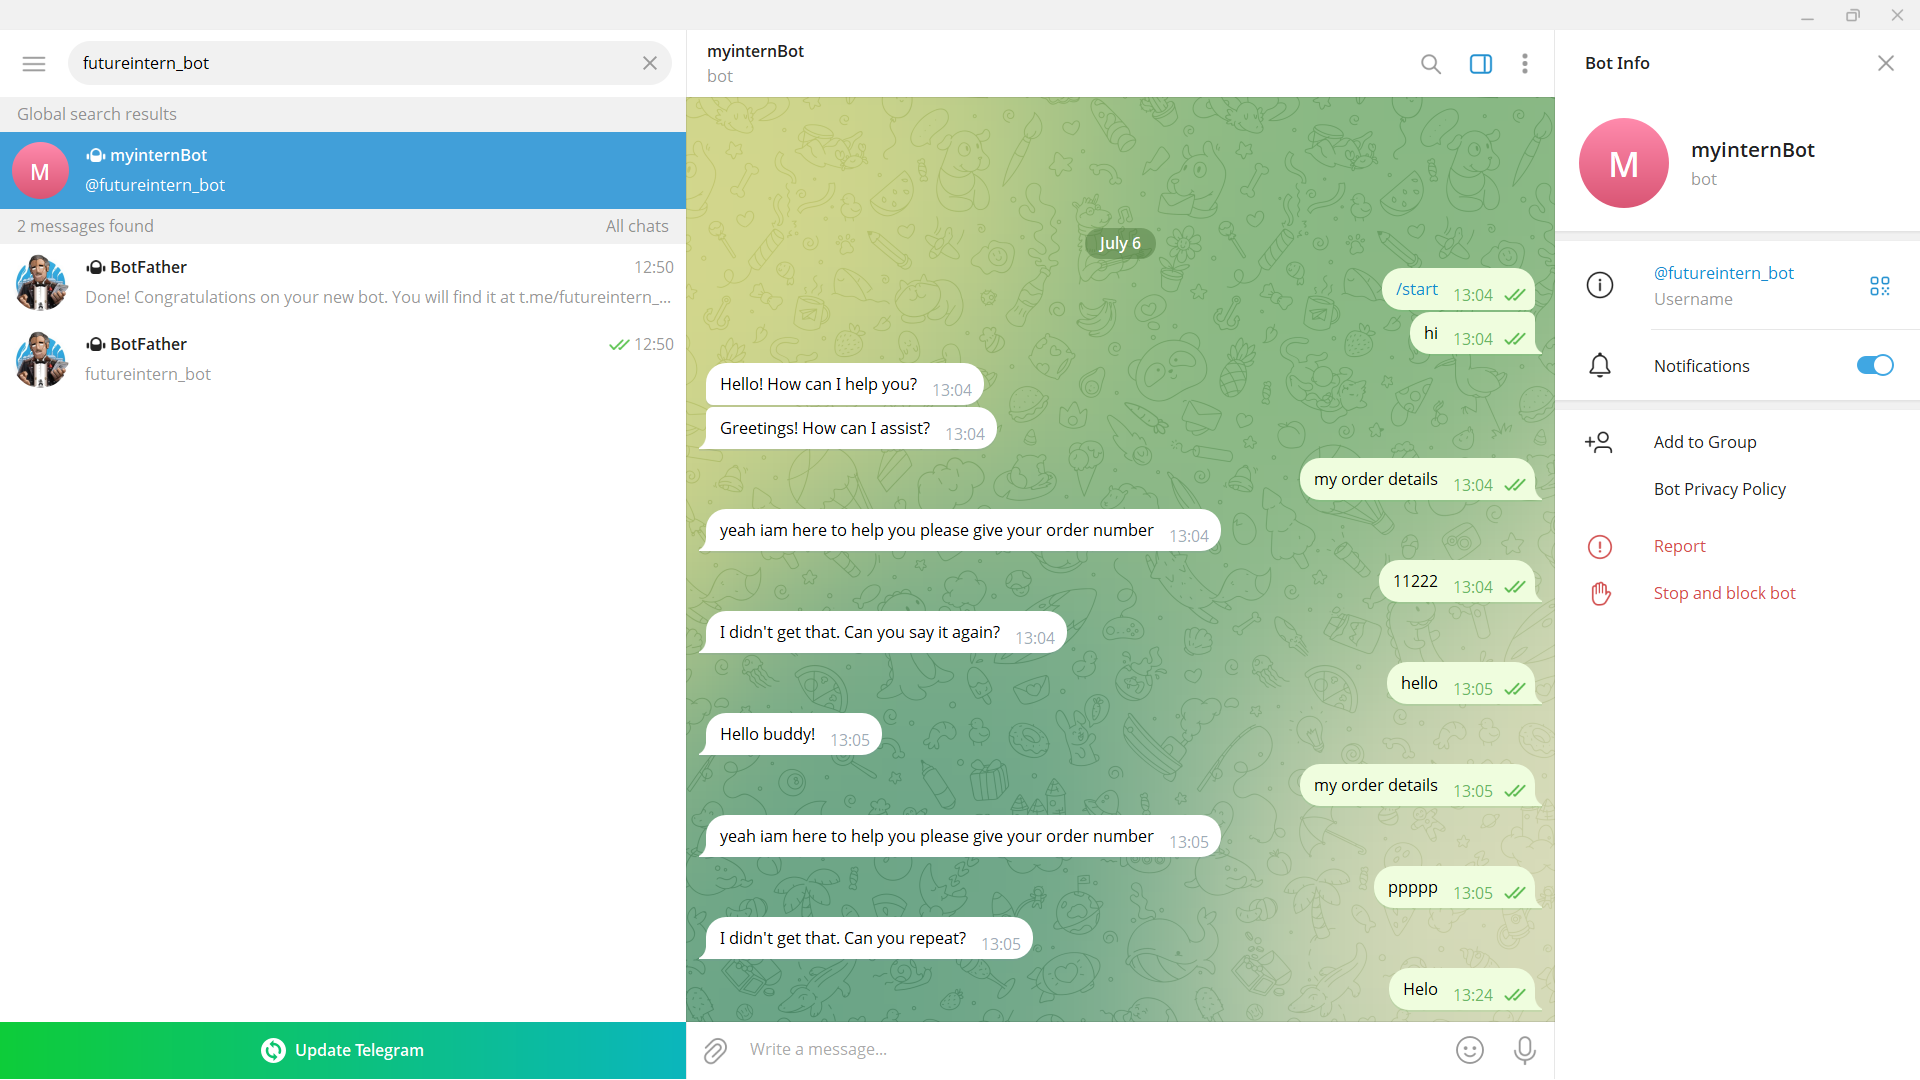 futureintern_bot
Global search results
M
myinternBot
@futureintern_bot
2 messages found
All chats
BotFather
12:50
Done! Congratulations on your new bot. You will find it at t.me/futureintern_...
BotFather
12:50
futureintern_bot
Update Telegram
myinternBot
bot
July 6
/start 13:04
hi 13:04
Hello! How can I help you? 13:04
Greetings! How can I assist? 13:04
my order details 13:04
yeah iam here to help you please give your order number 13:04
11222 13:04
I didn't get that. Can you say it again? 13:04
hello 13:05
Hello buddy! 13:05
my order details 13:05
yeah iam here to help you please give your order number 13:05
ppppp 13:05
I didn't get that. Can you repeat? 13:05
Helo 13:24
Write a message...
Bot Info
M
myinternBot
bot
@futureintern_bot
Username
Notifications
Add to Group
Bot Privacy Policy
Report
Stop and block bot